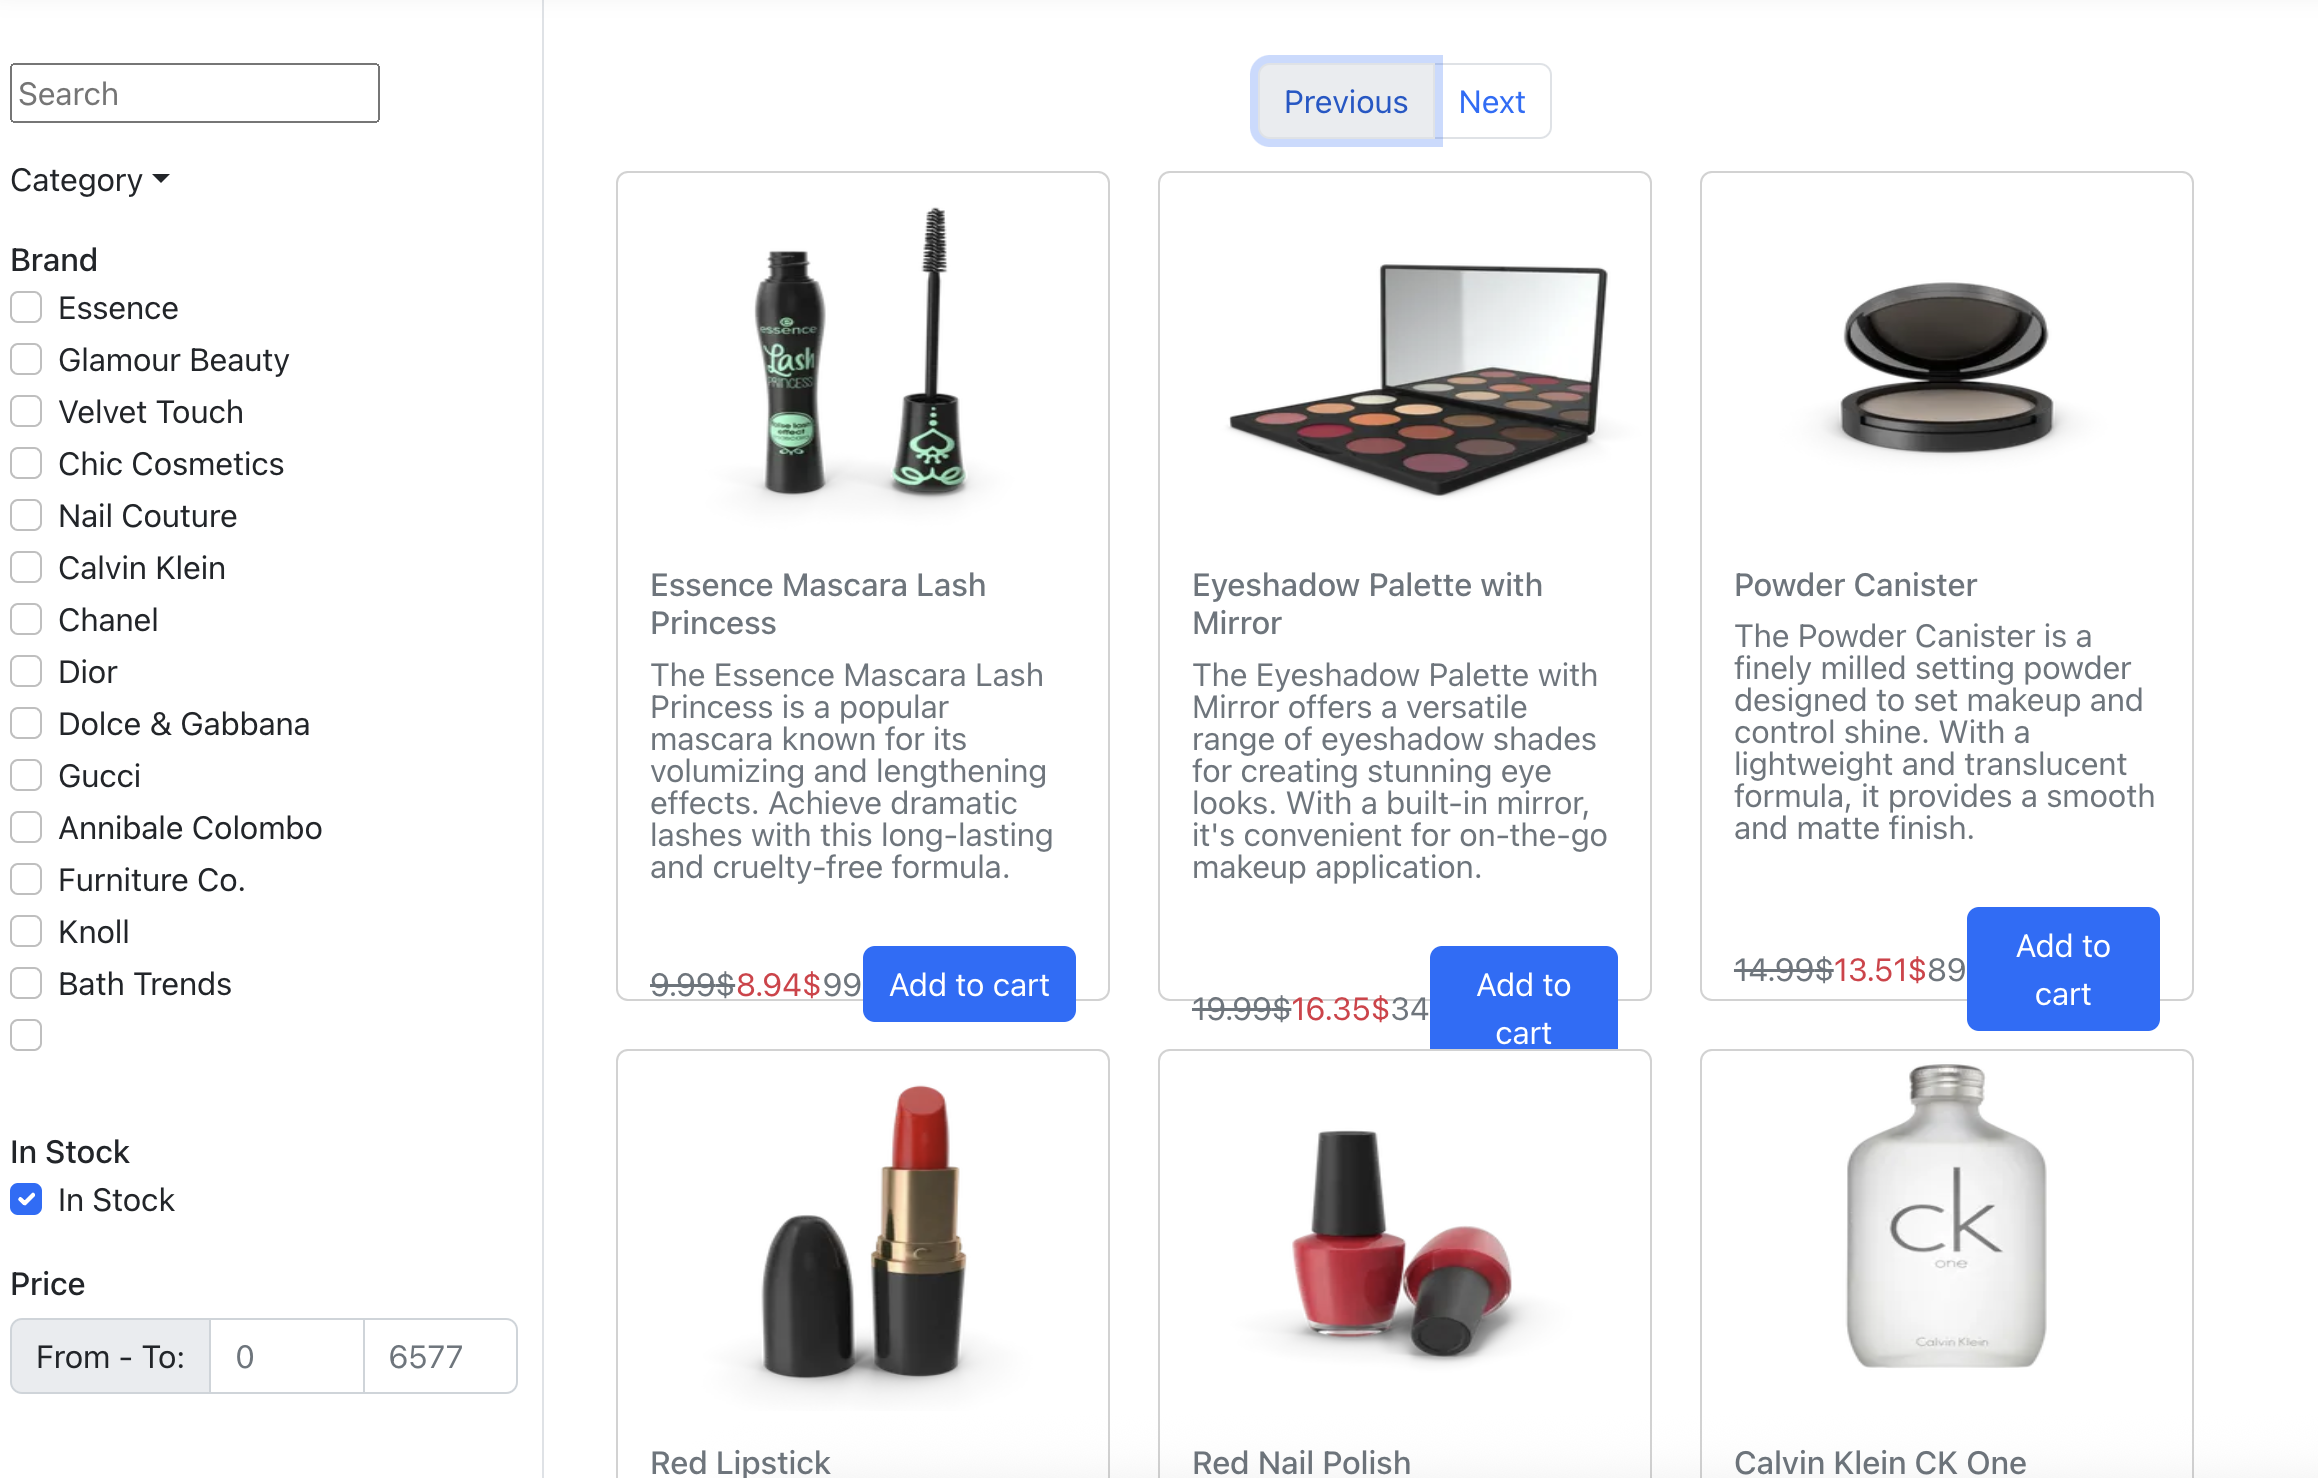 Search
Category
Brand
Essence
Glamour Beauty
Velvet Touch
Chic Cosmetics
Nail Couture
Calvin Klein
Chanel
Dior
Dolce & Gabbana
Gucci
Annibale Colombo
Furniture Co.
Knoll
Bath Trends
In Stock
In Stock
Price
From - To:
0
6577
Previous
Next
essence
Lash
PRINCESS
false lash
effect
Essence Mascara Lash
Princess
The Essence Mascara Lash
Princess is a popular
mascara known for its
volumizing and lengthening
effects. Achieve dramatic
lashes with this long-lasting
and cruelty-free formula.
9.99$8.94$99
Add to cart
Eyeshadow Palette with
Mirror
The Eyeshadow Palette with
Mirror offers a versatile
range of eyeshadow shades
for creating stunning eye
looks. With a built-in mirror,
it's convenient for on-the-go
makeup application.
19.99$16.35$34
Add to
cart
Powder Canister
The Powder Canister is a
finely milled setting powder
designed to set makeup and
control shine. With a
lightweight and translucent
formula, it provides a smooth
and matte finish.
14.99$13.51$89
Add to
cart
Red Lipstick
Red Nail Polish
ck
one
Calvin Klein
Calvin Klein CK One